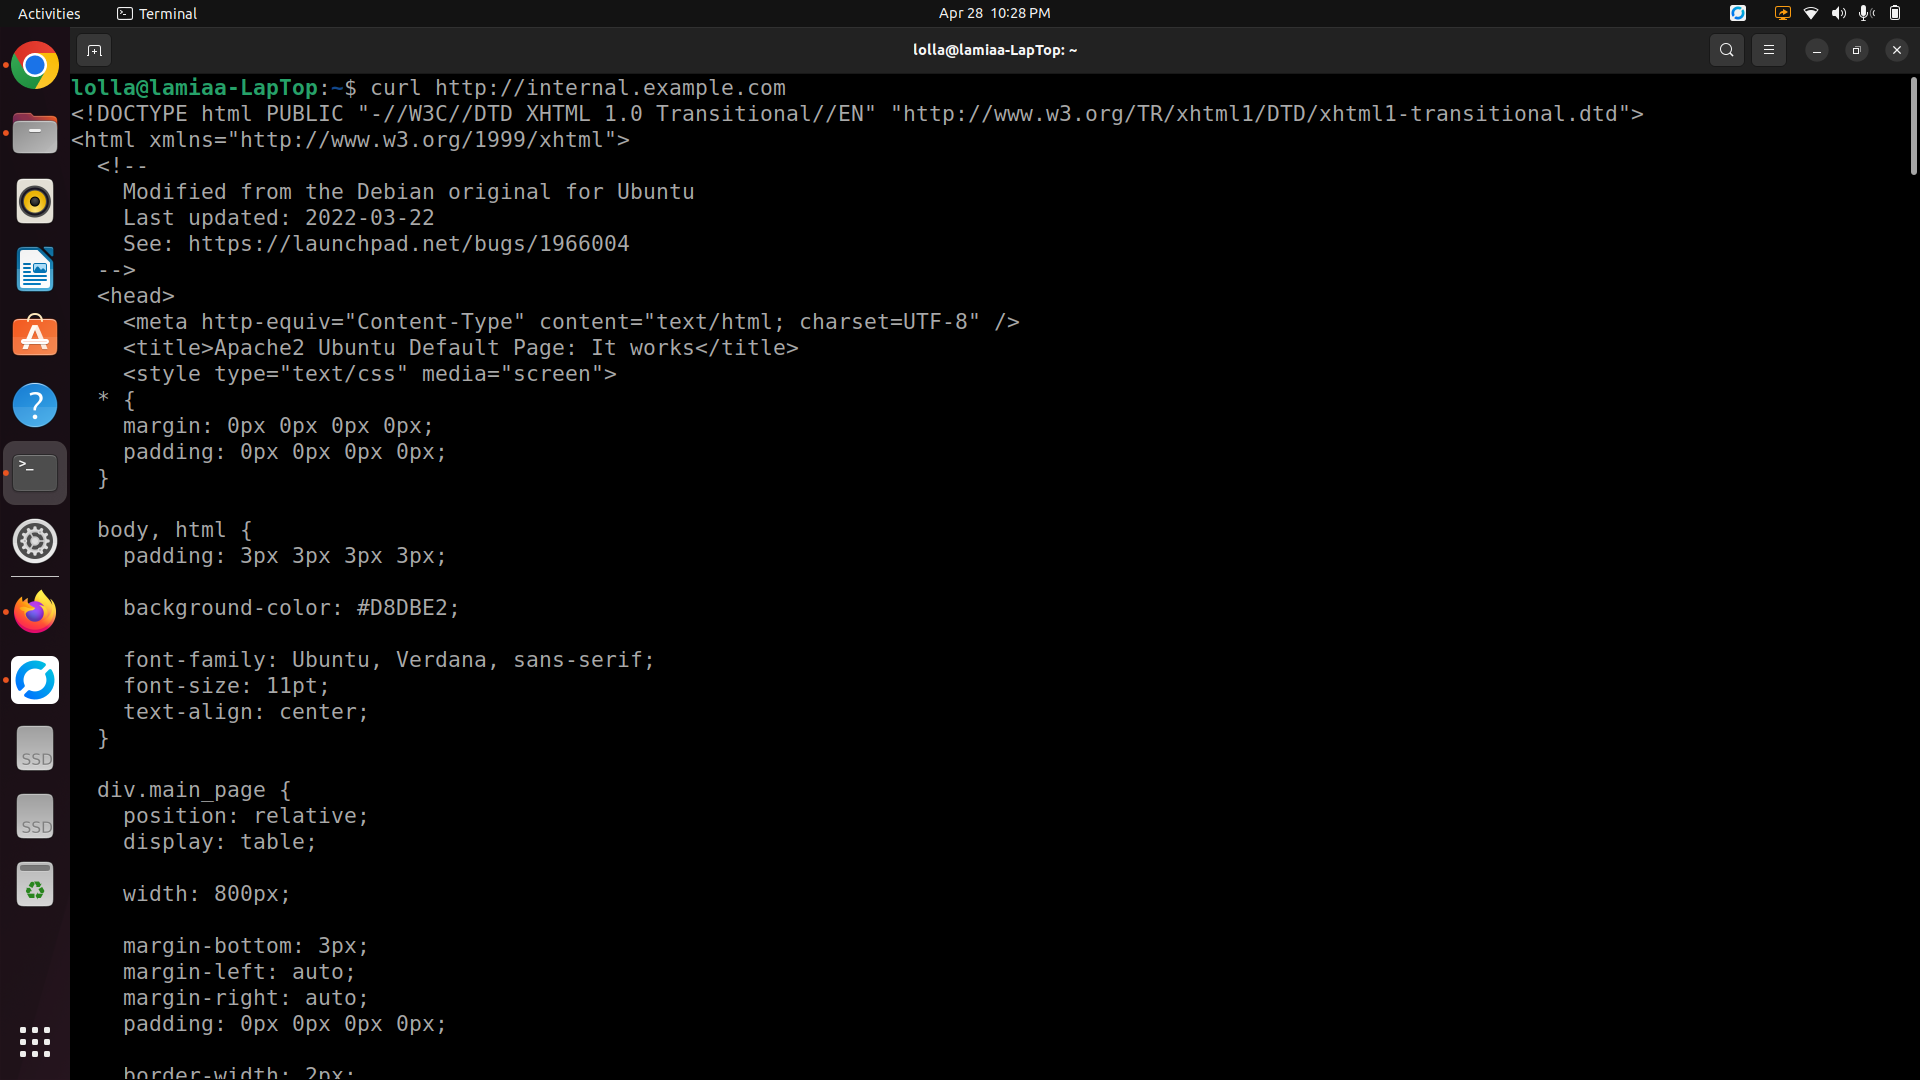 Activities
Terminal
Apr 28 10:28 PM
lolla@lamiaa-LapTop: ~
lolla@lamiaa-LapTop:~$ curl http://internal.example.com
<!DOCTYPE html PUBLIC "-//W3C//DTD XHTML 1.0 Transitional//EN" "http://www.w3.org/TR/xhtml1/DTD/xhtml1-transitional.dtd">
<html xmlns="http://www.w3.org/1999/xhtml">
  <!--
    Modified from the Debian original for Ubuntu
    Last updated: 2022-03-22
    See: https://launchpad.net/bugs/1966004
  -->
  <head>
    <meta http-equiv="Content-Type" content="text/html; charset=UTF-8" />
    <title>Apache2 Ubuntu Default Page: It works</title>
    <style type="text/css" media="screen">
  * {
    margin: 0px 0px 0px 0px;
    padding: 0px 0px 0px 0px;
  }

  body, html {
    padding: 3px 3px 3px 3px;

    background-color: #D8DBE2;

    font-family: Ubuntu, Verdana, sans-serif;
    font-size: 11pt;
    text-align: center;
  }

  div.main_page {
    position: relative;
    display: table;

    width: 800px;

    margin-bottom: 3px;
    margin-left: auto;
    margin-right: auto;
    padding: 0px 0px 0px 0px;

    border-width: 2px;
SSD
SSD